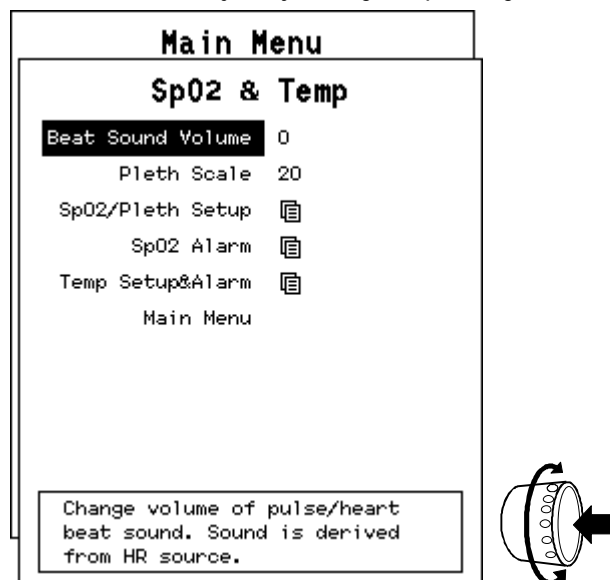 Main Menu
SpO2 & Temp
Beat Sound Volume 0
Pleth Scale 20
SpO2/Pleth Setup
SpO2 Alarm
Temp Setup&Alarm
Main Menu
Change volume of pulse/heart
beat sound. Sound is derived
from HR source.